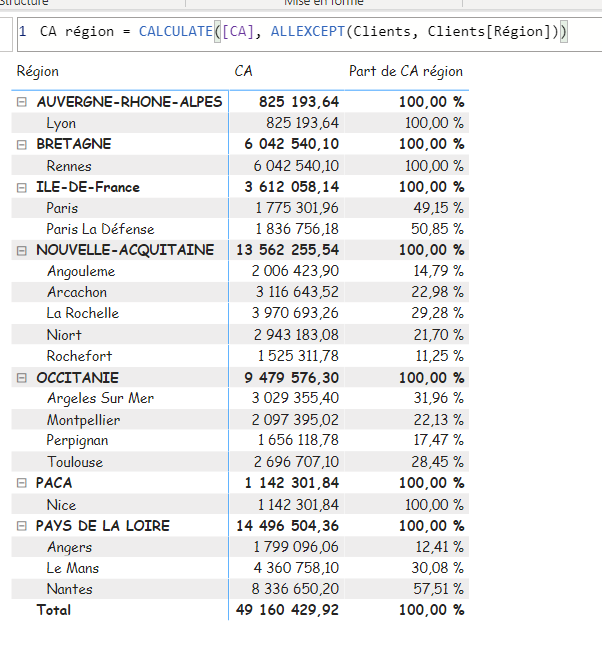 Structure Mise en forme
1 CA région = CALCULATE([CA], ALLEXCEPT(Clients, Clients[Région]))
Région CA Part de CA région
AUVERGNE-RHONE-ALPES 825 193,64 100,00 %
Lyon 825 193,64 100,00 %
BRETAGNE 6 042 540,10 100,00 %
Rennes 6 042 540,10 100,00 %
ILE-DE-France 3 612 058,14 100,00 %
Paris 1 775 301,96 49,15 %
Paris La Défense 1 836 756,18 50,85 %
NOUVELLE-ACQUITAINE 13 562 255,54 100,00 %
Angouleme 2 006 423,90 14,79 %
Arcachon 3 116 643,52 22,98 %
La Rochelle 3 970 693,26 29,28 %
Niort 2 943 183,08 21,70 %
Rochefort 1 525 311,78 11,25 %
OCCITANIE 9 479 576,30 100,00 %
Argeles Sur Mer 3 029 355,40 31,96 %
Montpellier 2 097 395,02 22,13 %
Perpignan 1 656 118,78 17,47 %
Toulouse 2 696 707,10 28,45 %
PACA 1 142 301,84 100,00 %
Nice 1 142 301,84 100,00 %
PAYS DE LA LOIRE 14 496 504,36 100,00 %
Angers 1 799 096,06 12,41 %
Le Mans 4 360 758,10 30,08 %
Nantes 8 336 650,20 57,51 %
Total 49 160 429,92 100,00 %